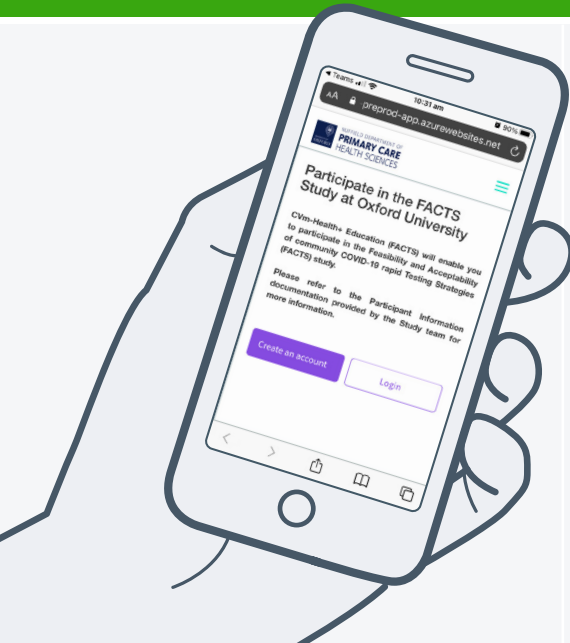 Teams
10:31 am
90%
AA preprod-app.azurewebsites.net
NUFFIELD DEPARTMENT OF
PRIMARY CARE
HEALTH SCIENCES
Participate in the FACTS
Study at Oxford University
CVm-Health+ Education (FACTS) will enable you
to participate in the Feasibility and Acceptability
of community COVID-19 rapid Testing Strategies
(FACTS) study.
Please refer to the Participant Information
documentation provided by the Study team for
more information.
Create an account
Login